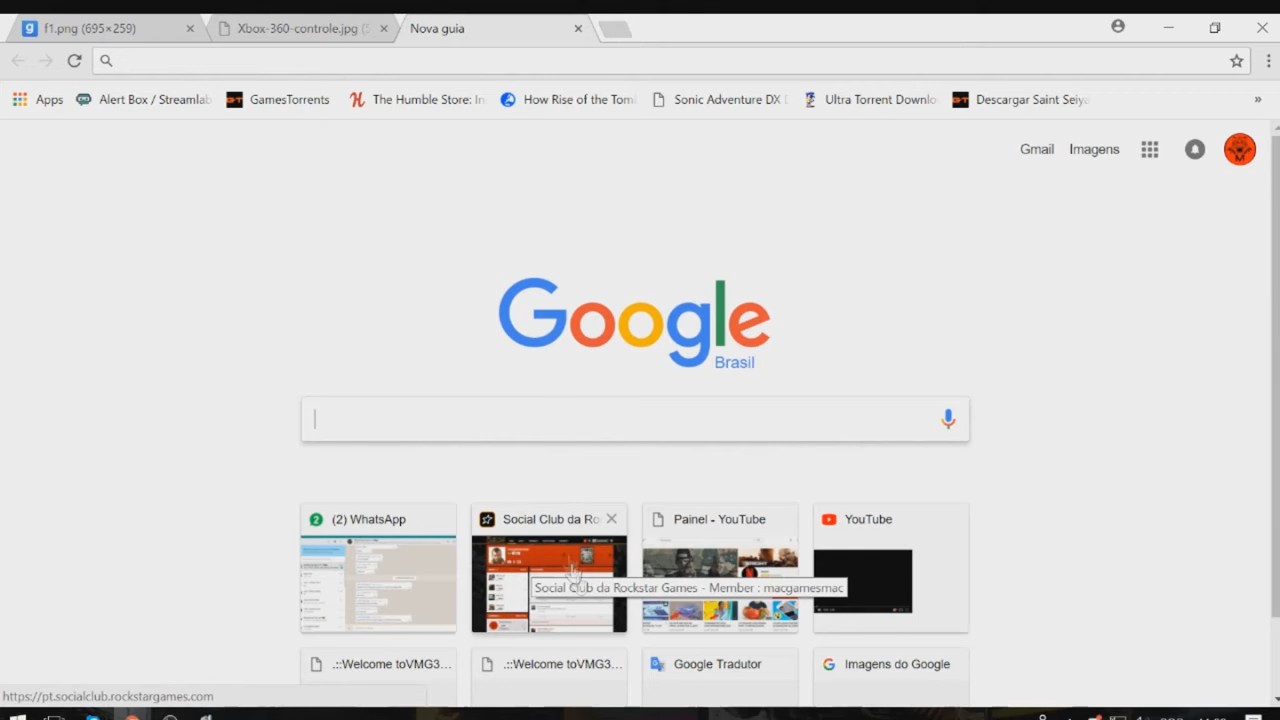 f1.png (695×259)
Xbox-360-controle.jpg (
Nova guia
Apps
Alert Box / Streamlab
GamesTorrents
The Humble Store: In
How Rise of the Tom
Sonic Adventure DX
Ultra Torrent Downlo
Descargar Saint Seiya
»
Gmail
Imagens
Google
Brasil
(2) WhatsApp
Social Club da Ro
Painel - YouTube
YouTube
Social Club da Rockstar Games - Member : macgamesmac
.::Welcome toVMG3...
.::Welcome toVMG3...
Google Tradutor
Imagens do Google
https://pt.socialclub.rockstargames.com